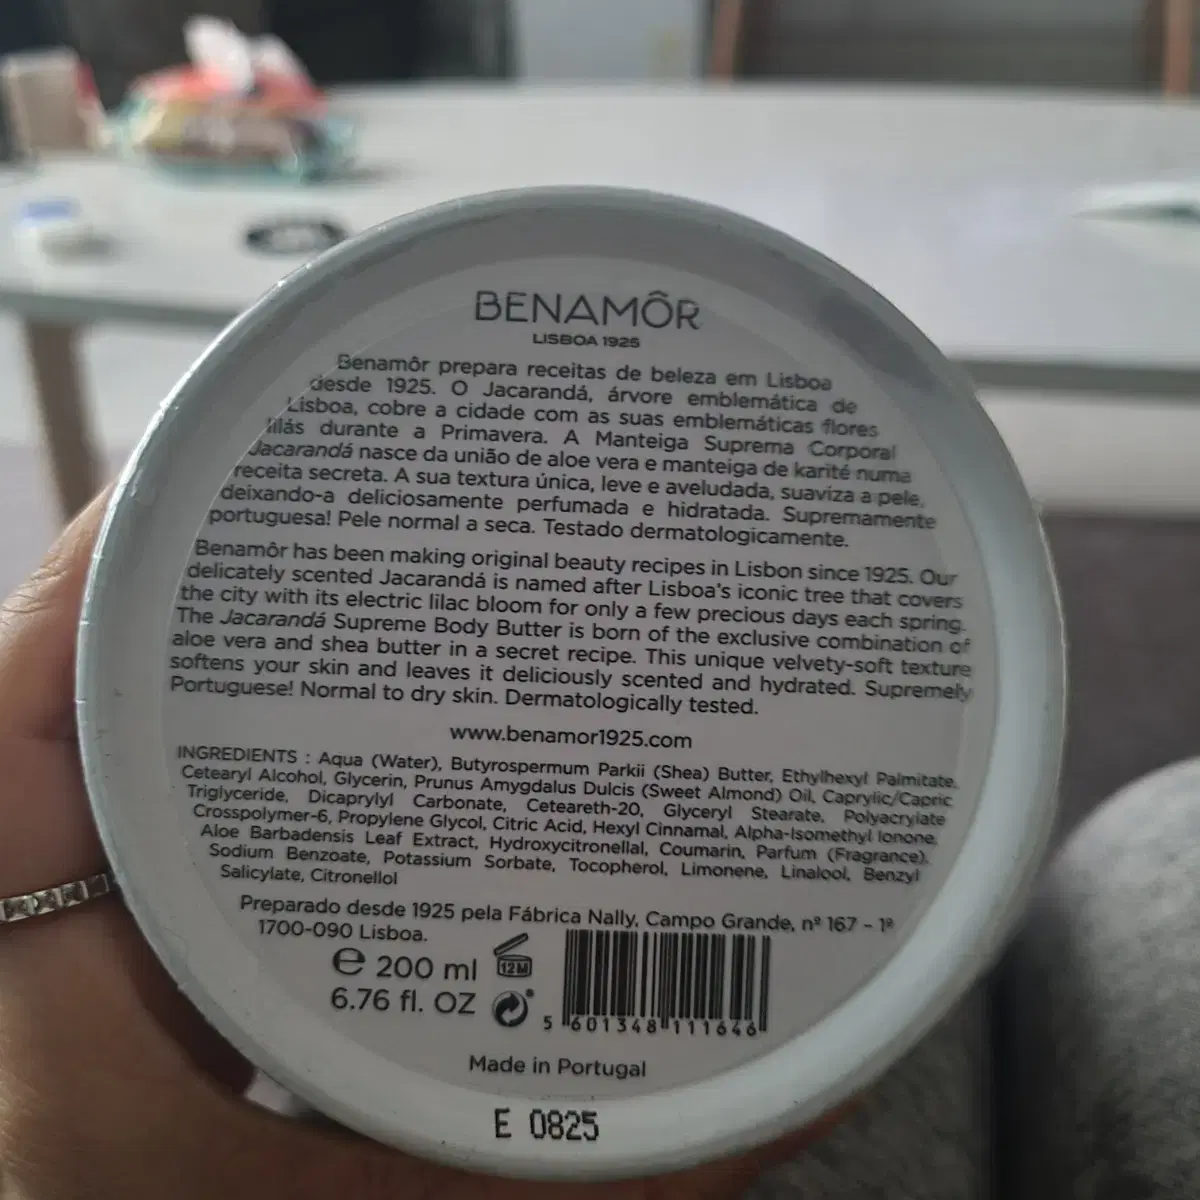 BENAMÔR
LISBOA 1925
Benamôr prepara receitas de beleza em Lisboa
desde 1925. O Jacarandá, árvore emblemática de
Lisboa, cobre a cidade com as suas emblemáticas flores
lilás durante a Primavera. A Manteiga Suprema Corporal
Jacarandá nasce da união de aloe vera e manteiga de karité numa
receita secreta. A sua textura única, leve e aveludada, suaviza a pele,
deixando-a deliciosamente perfumada e hidratada. Supremamente
portuguesa! Pele normal a seca. Testado dermatologicamente.
Benamôr has been making original beauty recipes in Lisbon since 1925. Our
delicately scented Jacarandá is named after Lisboa's iconic tree that covers
the city with its electric lilac bloom for only a few precious days each spring.
The Jacarandá Supreme Body Butter is born of the exclusive combination of
aloe vera and shea butter in a secret recipe. This unique velvety-soft texture
softens your skin and leaves it deliciously scented and hydrated. Supremely
Portuguese! Normal to dry skin. Dermatologically tested.
www.benamor1925.com
INGREDIENTS : Aqua (Water), Butyrospermum Parkii (Shea) Butter, Ethylhexyl Palmitate,
Cetearyl Alcohol, Glycerin, Prunus Amygdalus Dulcis (Sweet Almond) Oil, Caprylic/Capric
Triglyceride, Dicaprylyl Carbonate, Ceteareth-20, Glyceryl Stearate, Polyacrylate
Crosspolymer-6, Propylene Glycol, Citric Acid, Hexyl Cinnamal, Alpha-Isomethyl Ionone,
Aloe Barbadensis Leaf Extract, Hydroxycitronellal, Coumarin, Parfum (Fragrance),
Sodium Benzoate, Potassium Sorbate, Tocopherol, Limonene, Linalool, Benzyl
Salicylate, Citronellol
Preparado desde 1925 pela Fábrica Nally, Campo Grande, nº 167 - 1º
1700-090 Lisboa.
e 200 ml 12M
6.76 fl. OZ
5 601348 111646
Made in Portugal
E 0825